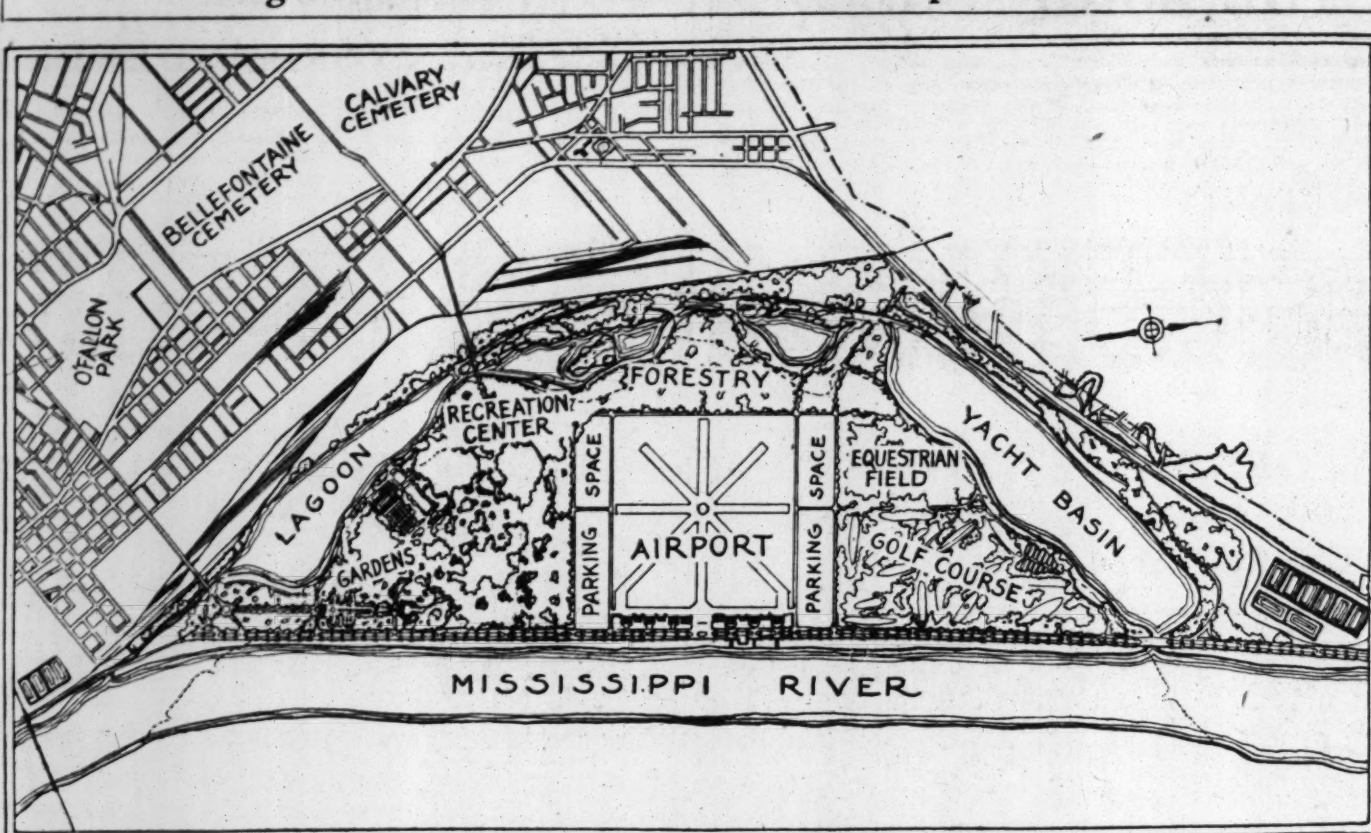 CALVARY
CEMETERY
BELLEFONTAINE
CEMETERY
O'FALLON
PARK
FORESTRY
RECREATION
CENTER
LAGOON
GARDENS
PARKING SPACE
AIRPORT
PARKING SPACE
EQUESTRIAN
FIELD
GOLF COURSE
YACHT BASIN
MISSISSIPPI RIVER